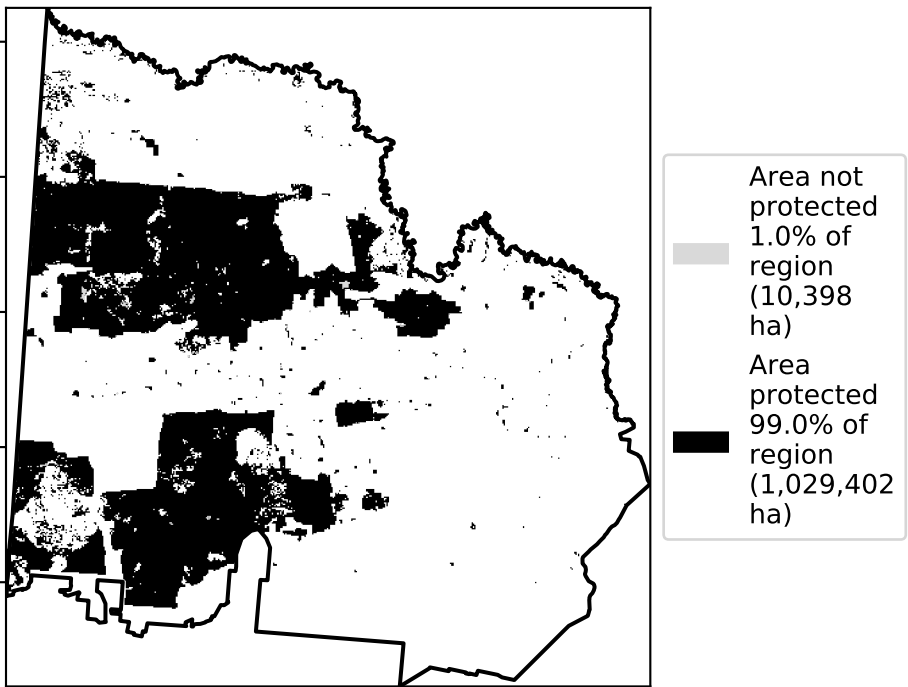 Area not
protected
1.0% of
region
(10,398
ha)
Area
protected
99.0% of
region
(1,029,402
ha)